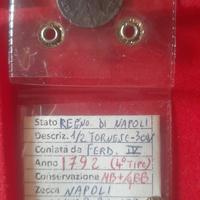 Stato REGNO DI NAPOLI
Descriz. 1/2 TORNESE-3CAV
Coniata da FERD. IV
Anno 1792 (4° TIPO)
Conservazione MB+/qBB
Zecca NAPOLI